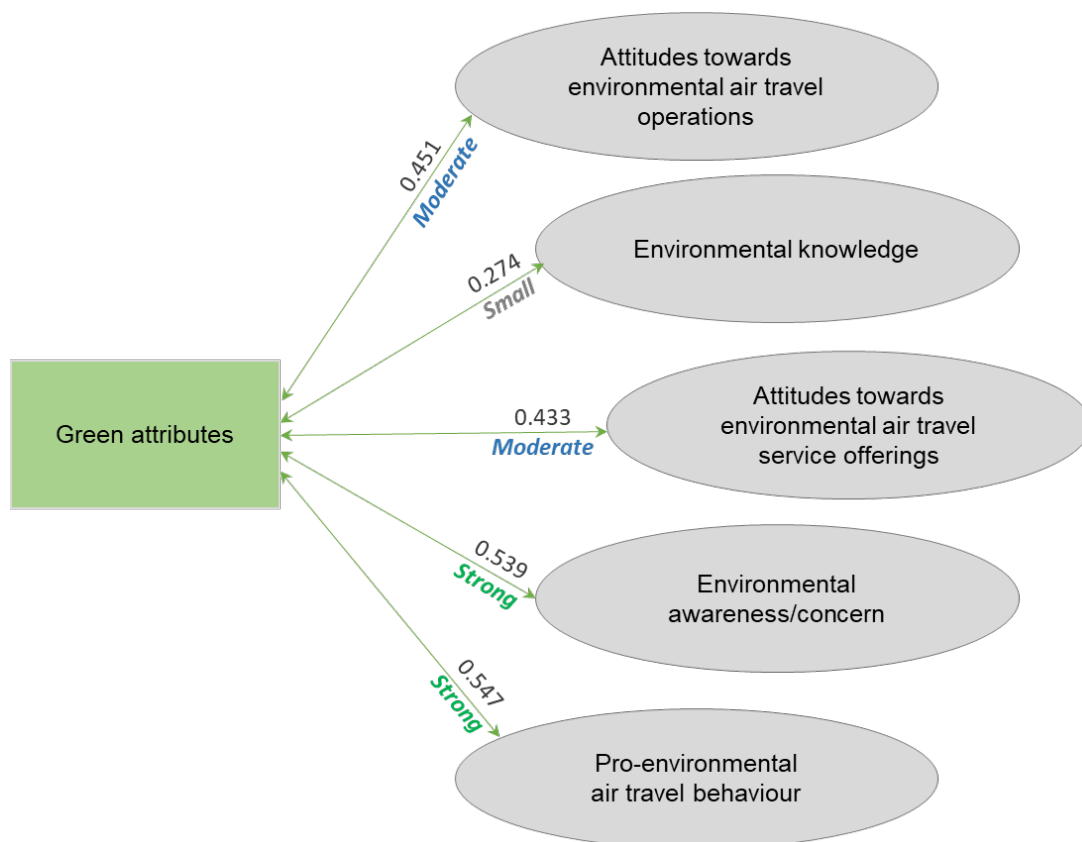 Attitudes towards
environmental air travel
operations
0.451
Moderate
Environmental knowledge
0.274
Small
Green attributes
Attitudes towards
environmental air travel
service offerings
0.433
Moderate
Environmental
awareness/concern
0.539
Strong
Pro-environmental
air travel behaviour
0.547
Strong